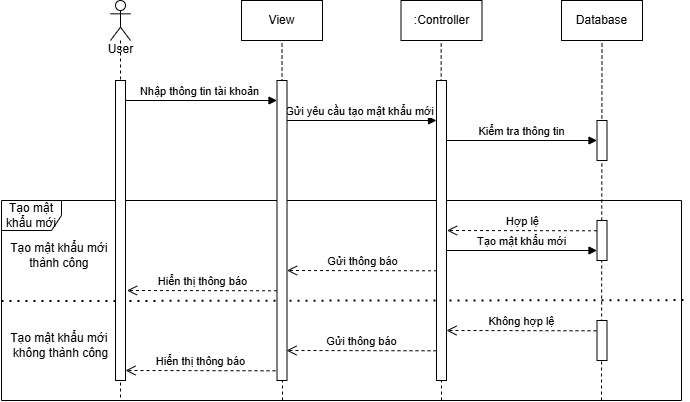 View
:Controller
Database
User
Nhập thông tin tài khoản
Gửi yêu cầu tạo mật khẩu mới
Kiểm tra thông tin
Tạo mật
khẩu mới
Hợp lệ
Tạo mật khẩu mới
Tạo mật khẩu mới
thành công
Gửi thông báo
Hiển thị thông báo
Không hợp lệ
Tạo mật khẩu mới
không thành công
Gửi thông báo
Hiển thị thông báo